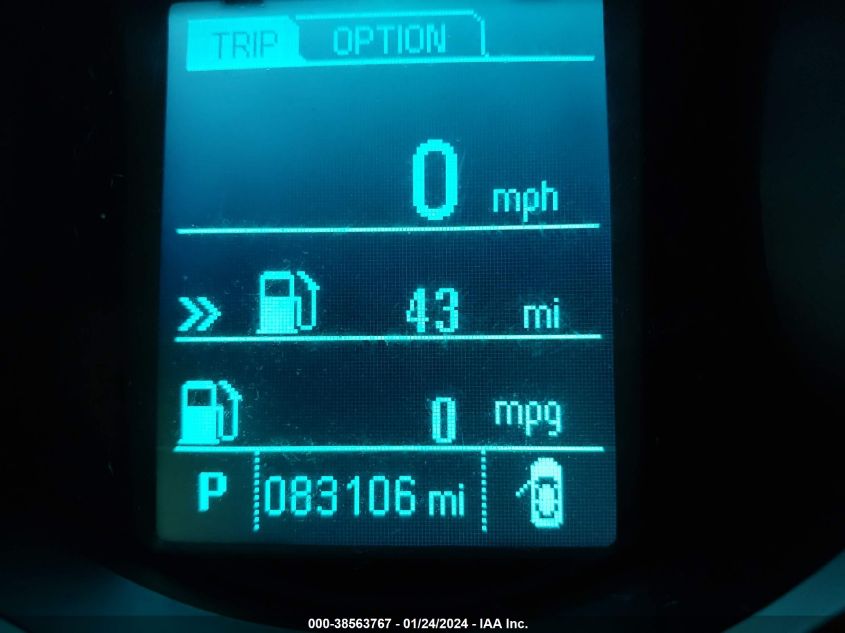 TRIP OPTION
0 mph
43 mi
0 mpg
P 083106 mi
000-38563767 - 01/24/2024 - IAA Inc.